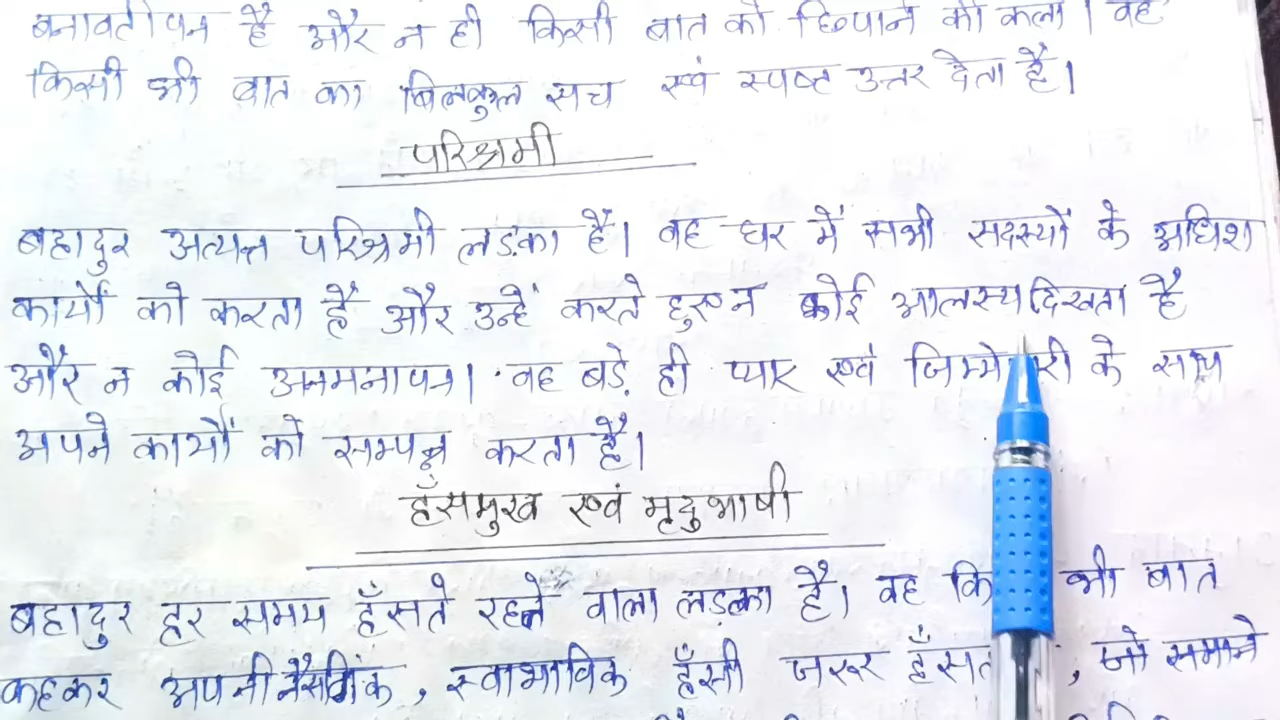 बनावटीपन है और न ही किसी बात को छिपाने की कला। वह
किसी भी बात का बिलकुल सच एवं स्पष्ट उत्तर देता है।
परिश्रमी
बहादुर अत्यन्त परिश्रमी लड़का है। वह घर में सभी सदस्यों के अधिश
कार्यों को करता है और उन्हें करते हुए न कोई आलस्य दिखता है
और न कोई अनमनापन। वह बड़े ही प्यार एवं के साथ
अपने कार्यों को सम्पन्न करता है।
हँसमुख एवं मृदुभाषी
बहादुर हर समय हँसते रहने वाला लड़का है। वह भी बात
कहकर अपनी नैसर्गिक, स्वाभाविक हँसी जरूर , जो समाने